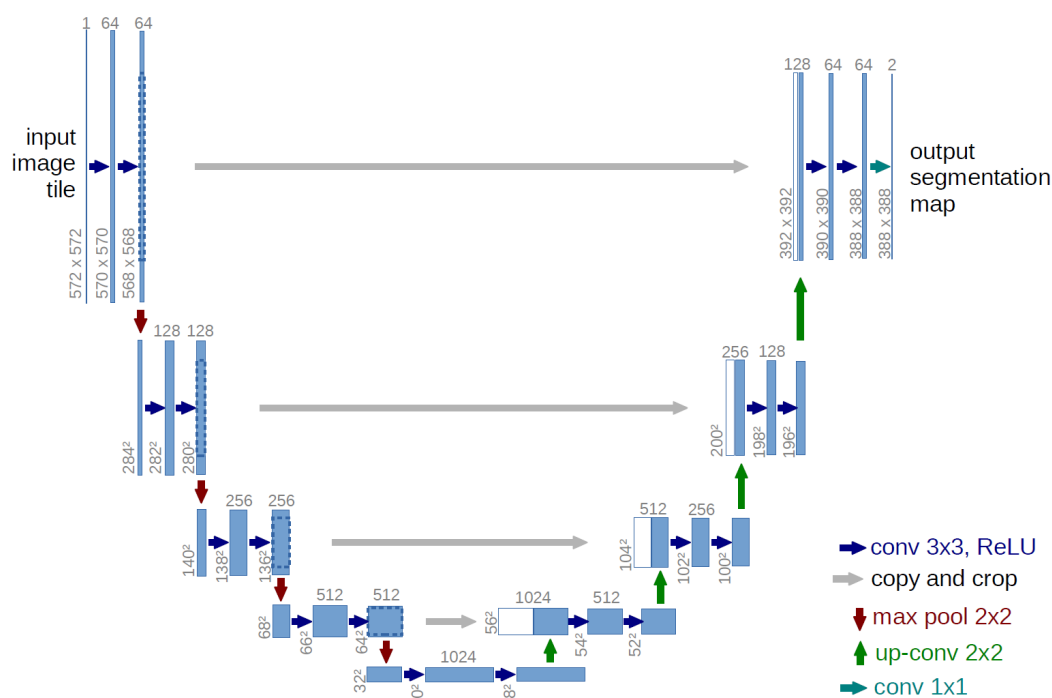 1 64 64
128 64 64 2
input
image
tile
output
segmentation
map
572 x 572
570 x 570
568 x 568
392 x 392
390 x 390
388 x 388
388 x 388
128 128
256 128
284²
282²
280²
200²
198²
196²
256 256
512 256
140²
138²
136²
104²
102²
100²
512 512
1024 512
68²
66²
64²
56²
54²
52²
1024
32²
0²
8²
conv 3x3, ReLU
copy and crop
max pool 2x2
up-conv 2x2
conv 1x1